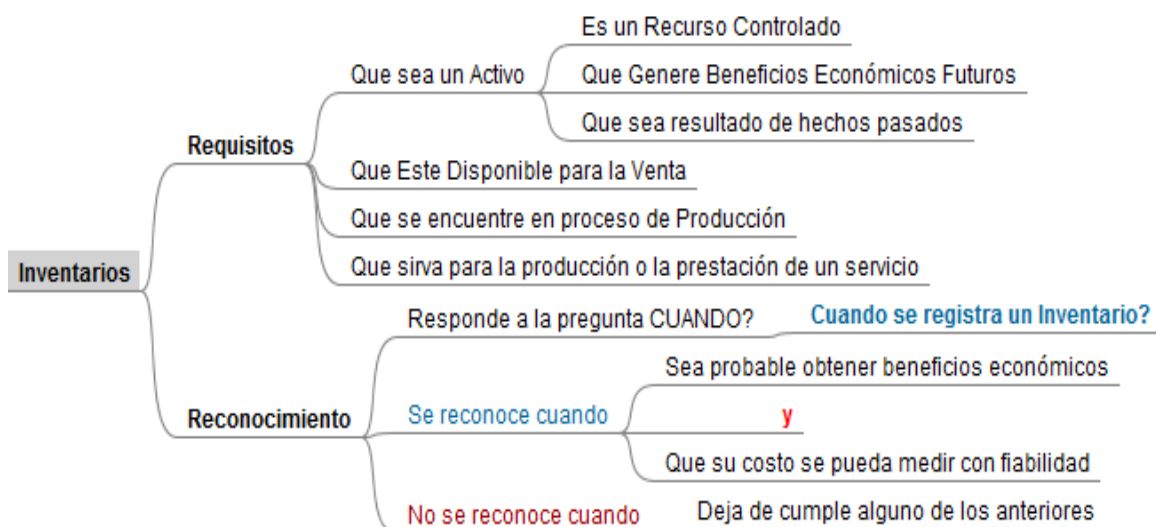 Inventarios
Requisitos
Que sea un Activo
Es un Recurso Controlado
Que Genere Beneficios Económicos Futuros
Que sea resultado de hechos pasados
Que Este Disponible para la Venta
Que se encuentre en proceso de Producción
Que sirva para la producción o la prestación de un servicio
Reconocimiento
Responde a la pregunta CUANDO?
Cuando se registra un Inventario?
Se reconoce cuando
Sea probable obtener beneficios económicos
y
Que su costo se pueda medir con fiabilidad
No se reconoce cuando
Deja de cumple alguno de los anteriores